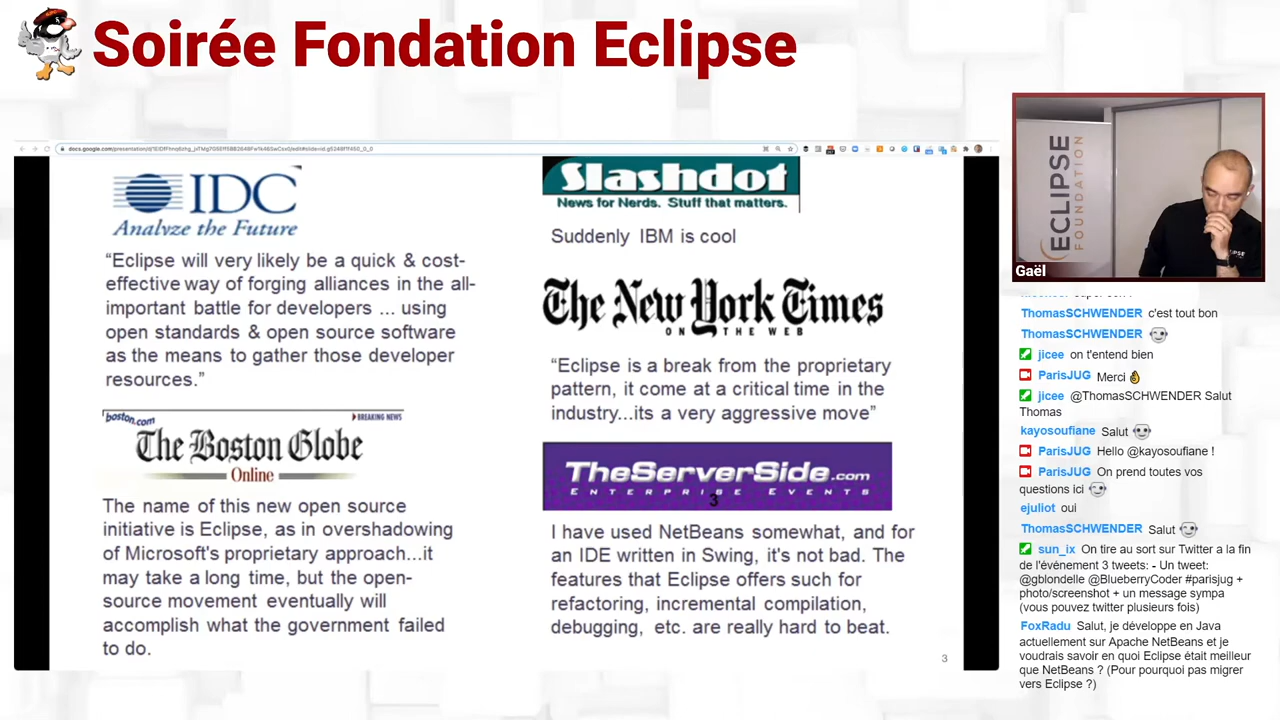 Soirée Fondation Eclipse
IDC
Analyze the Future
“Eclipse will very likely be a quick & cost-
effective way of forging alliances in the all-
important battle for developers ... using
open standards & open source software
as the means to gather those developer
resources.”
boston.com
BREAKING NEWS
The Boston Globe
Online
The name of this new open source
initiative is Eclipse, as in overshadowing
of Microsoft's proprietary approach...it
may take a long time, but the open-
source movement eventually will
accomplish what the government failed
to do.
Slashdot
News for Nerds. Stuff that matters.
Suddenly IBM is cool
The New York Times
ON THE WEB
“Eclipse is a break from the proprietary
pattern, it come at a critical time in the
industry...its a very aggressive move”
TheServerSide.com
ENTERPRISE EVENTS
3
I have used NetBeans somewhat, and for
an IDE written in Swing, it's not bad. The
features that Eclipse offers such for
refactoring, incremental compilation,
debugging, etc. are really hard to beat.
3
ECLIPSE
FOUNDATION
Gaël
ThomasSCHWENDER c'est tout bon
ThomasSCHWENDER
jicee on t'entend bien
ParisJUG Merci
jicee @ThomasSCHWENDER Salut
Thomas
kayosoufiane Salut
ParisJUG Hello @kayosoufiane !
ParisJUG On prend toutes vos
questions ici
ejuliot oui
ThomasSCHWENDER Salut
sun_ix On tire au sort sur Twitter a la fin
de l'événement 3 tweets: - Un tweet:
@gblondelle @BlueberryCoder #parisjug +
photo/screenshot + un message sympa
(vous pouvez twitter plusieurs fois)
FoxRadu Salut, je développe en Java
actuellement sur Apache NetBeans et je
voudrais savoir en quoi Eclipse était meilleur
que NetBeans ? (Pour pourquoi pas migrer
vers Eclipse ?)